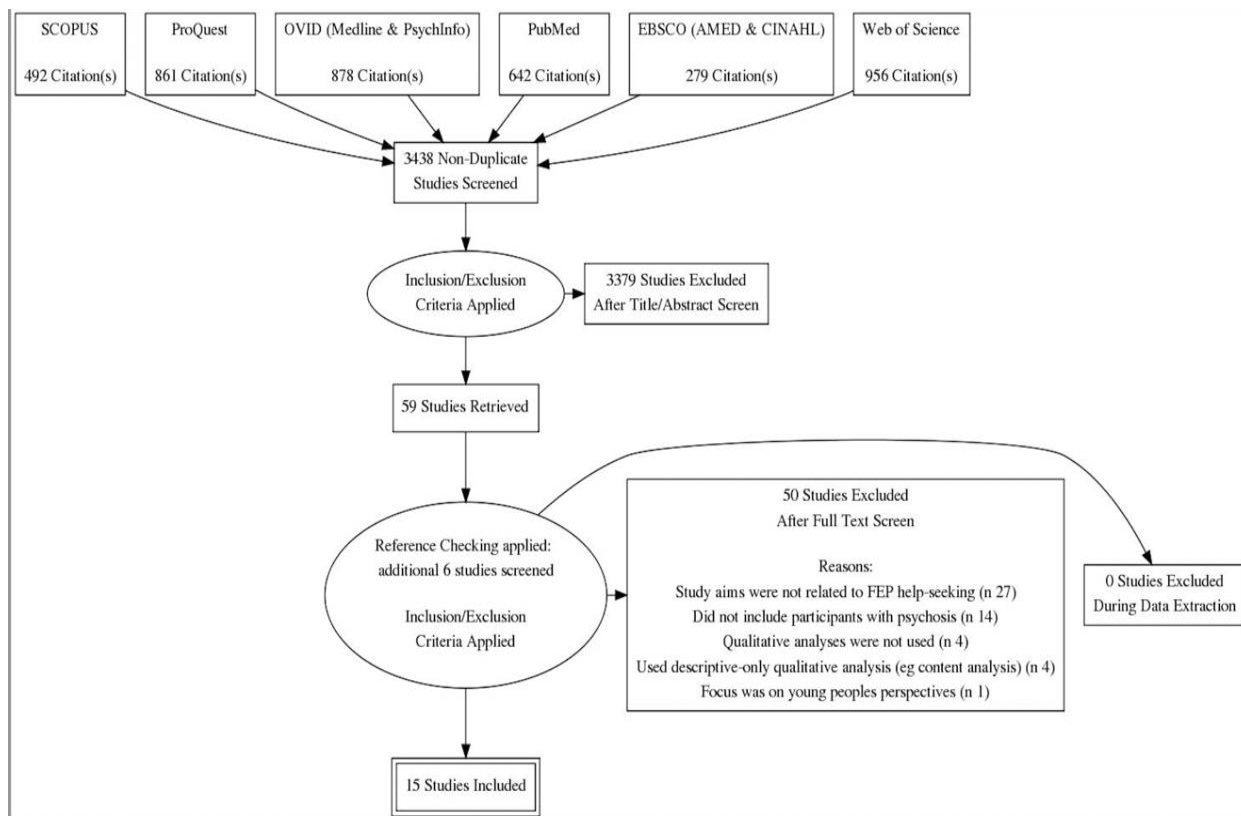 SCOPUS
492 Citation(s)
ProQuest
861 Citation(s)
OVID (Medline & PsychInfo)
878 Citation(s)
PubMed
642 Citation(s)
EBSCO (AMED & CINAHL)
279 Citation(s)
Web of Science
956 Citation(s)
3438 Non-Duplicate
Studies Screened
Inclusion/Exclusion
Criteria Applied
3379 Studies Excluded
After Title/Abstract Screen
59 Studies Retrieved
Reference Checking applied:
additional 6 studies screened
Inclusion/Exclusion
Criteria Applied
50 Studies Excluded
After Full Text Screen
Reasons:
Study aims were not related to FEP help-seeking (n 27)
Did not include participants with psychosis (n 14)
Qualitative analyses were not used (n 4)
Used descriptive-only qualitative analysis (eg content analysis) (n 4)
Focus was on young peoples perspectives (n 1)
0 Studies Excluded
During Data Extraction
15 Studies Included